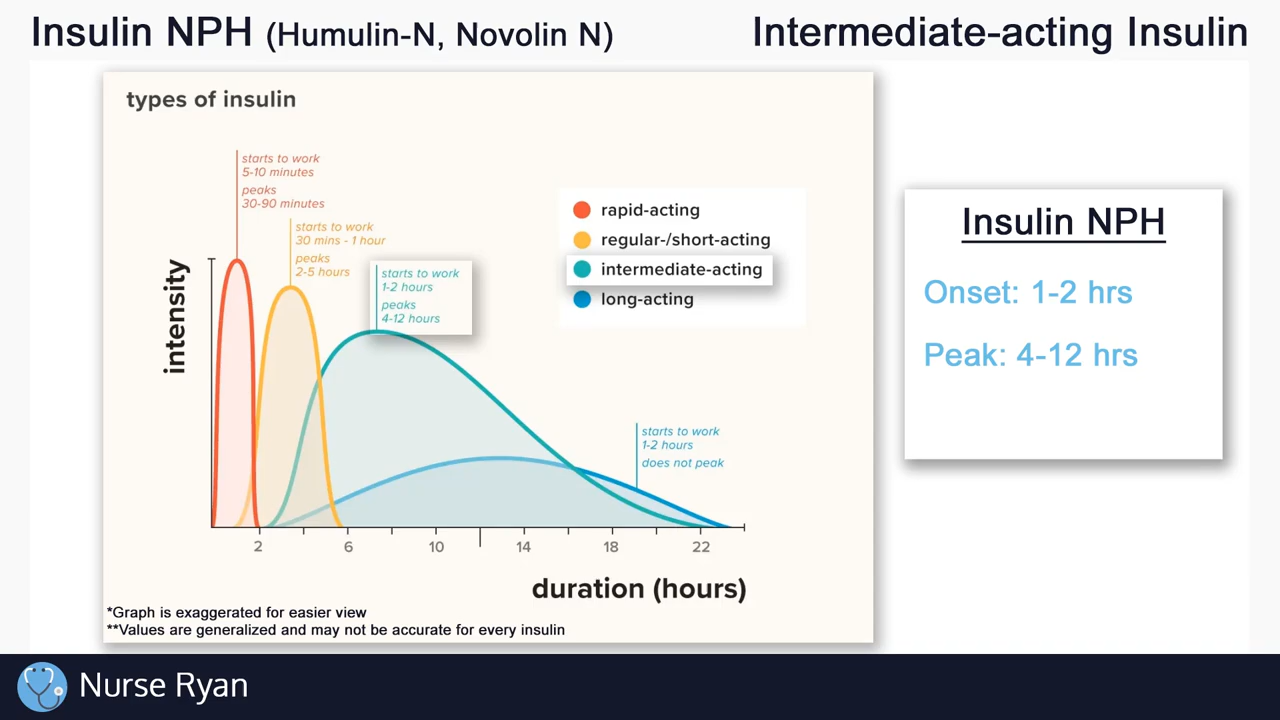 Insulin NPH (Humulin-N, Novolin N)
Intermediate-acting Insulin
types of insulin
starts to work
5-10 minutes
peaks
30-90 minutes
starts to work
30 mins - 1 hour
peaks
2-5 hours
starts to work
1-2 hours
peaks
4-12 hours
rapid-acting
regular-/short-acting
intermediate-acting
long-acting
starts to work
1-2 hours
does not peak
intensity
2 6 10 14 18 22
duration (hours)
*Graph is exaggerated for easier view
**Values are generalized and may not be accurate for every insulin
Insulin NPH
Onset: 1-2 hrs
Peak: 4-12 hrs
Nurse Ryan